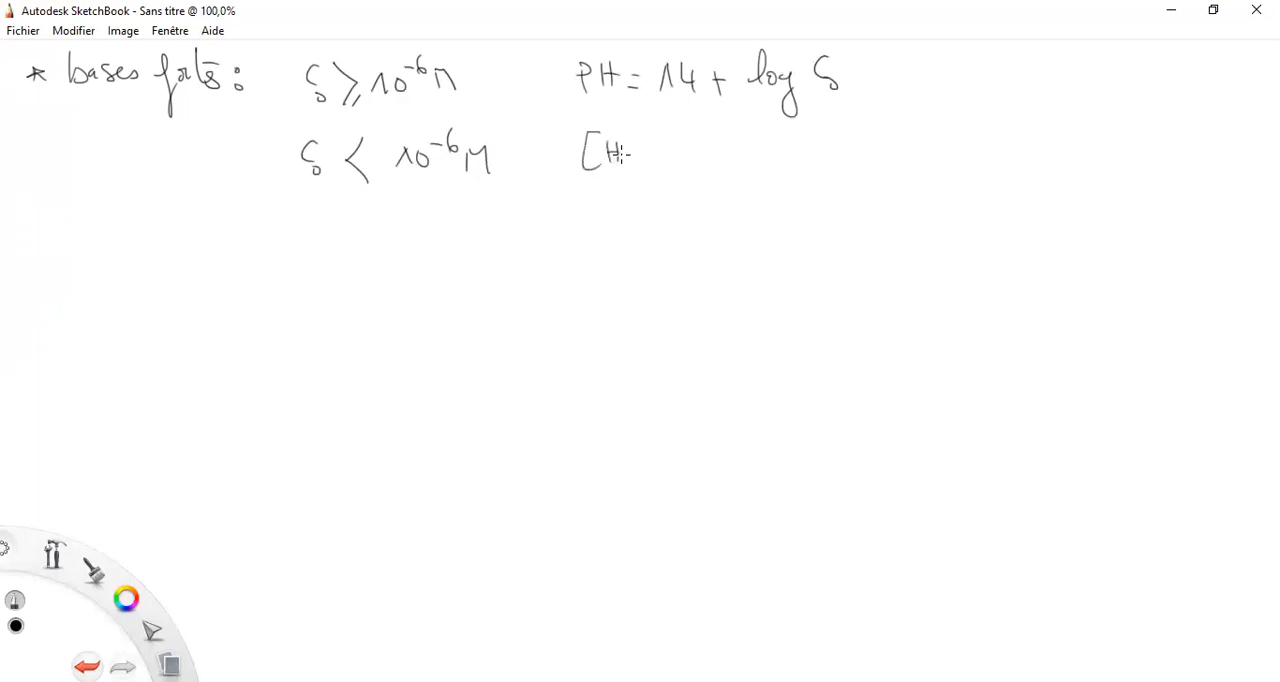 Autodesk SketchBook - Sans titre @ 100,0%
Fichier Modifier Image Fenêtre Aide
* bases forts: C₀ ⩾ 10⁻⁶ M PH = 14 + log C₀
C₀ < 10⁻⁶ M [H